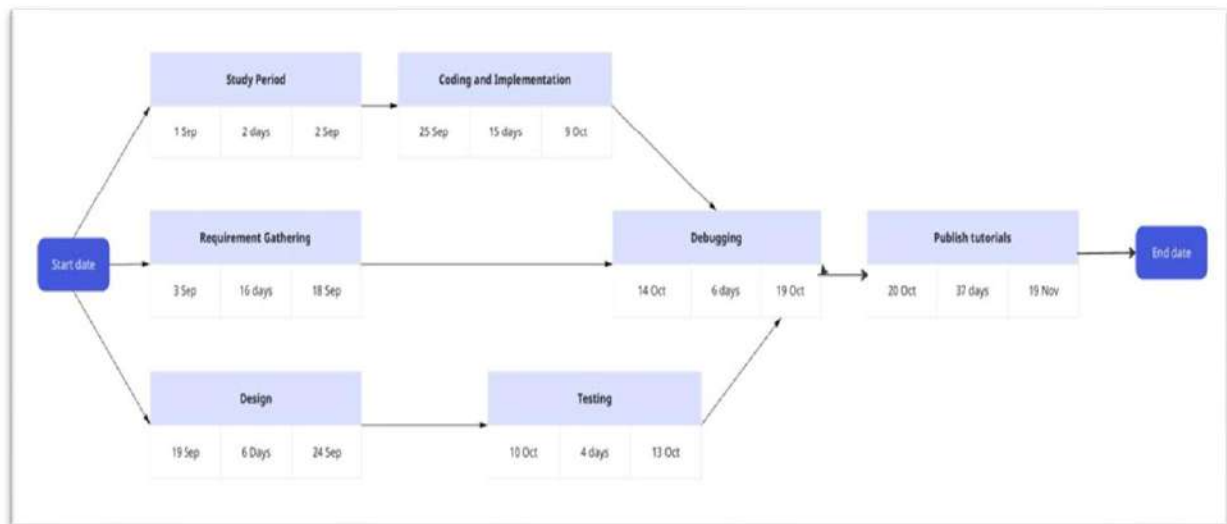 Study Period
Coding and Implementation
1 Sep 2 days 2 Sep
25 Sep 15 days 9 Oct
Requirement Gathering
Debugging
Publish tutorials
Start date
End date
3 Sep 16 days 18 Sep
14 Oct 6 days 19 Oct
20 Oct 37 days 19 Nov
Design
Testing
19 Sep 6 Days 24 Sep
10 Oct 4 days 13 Oct